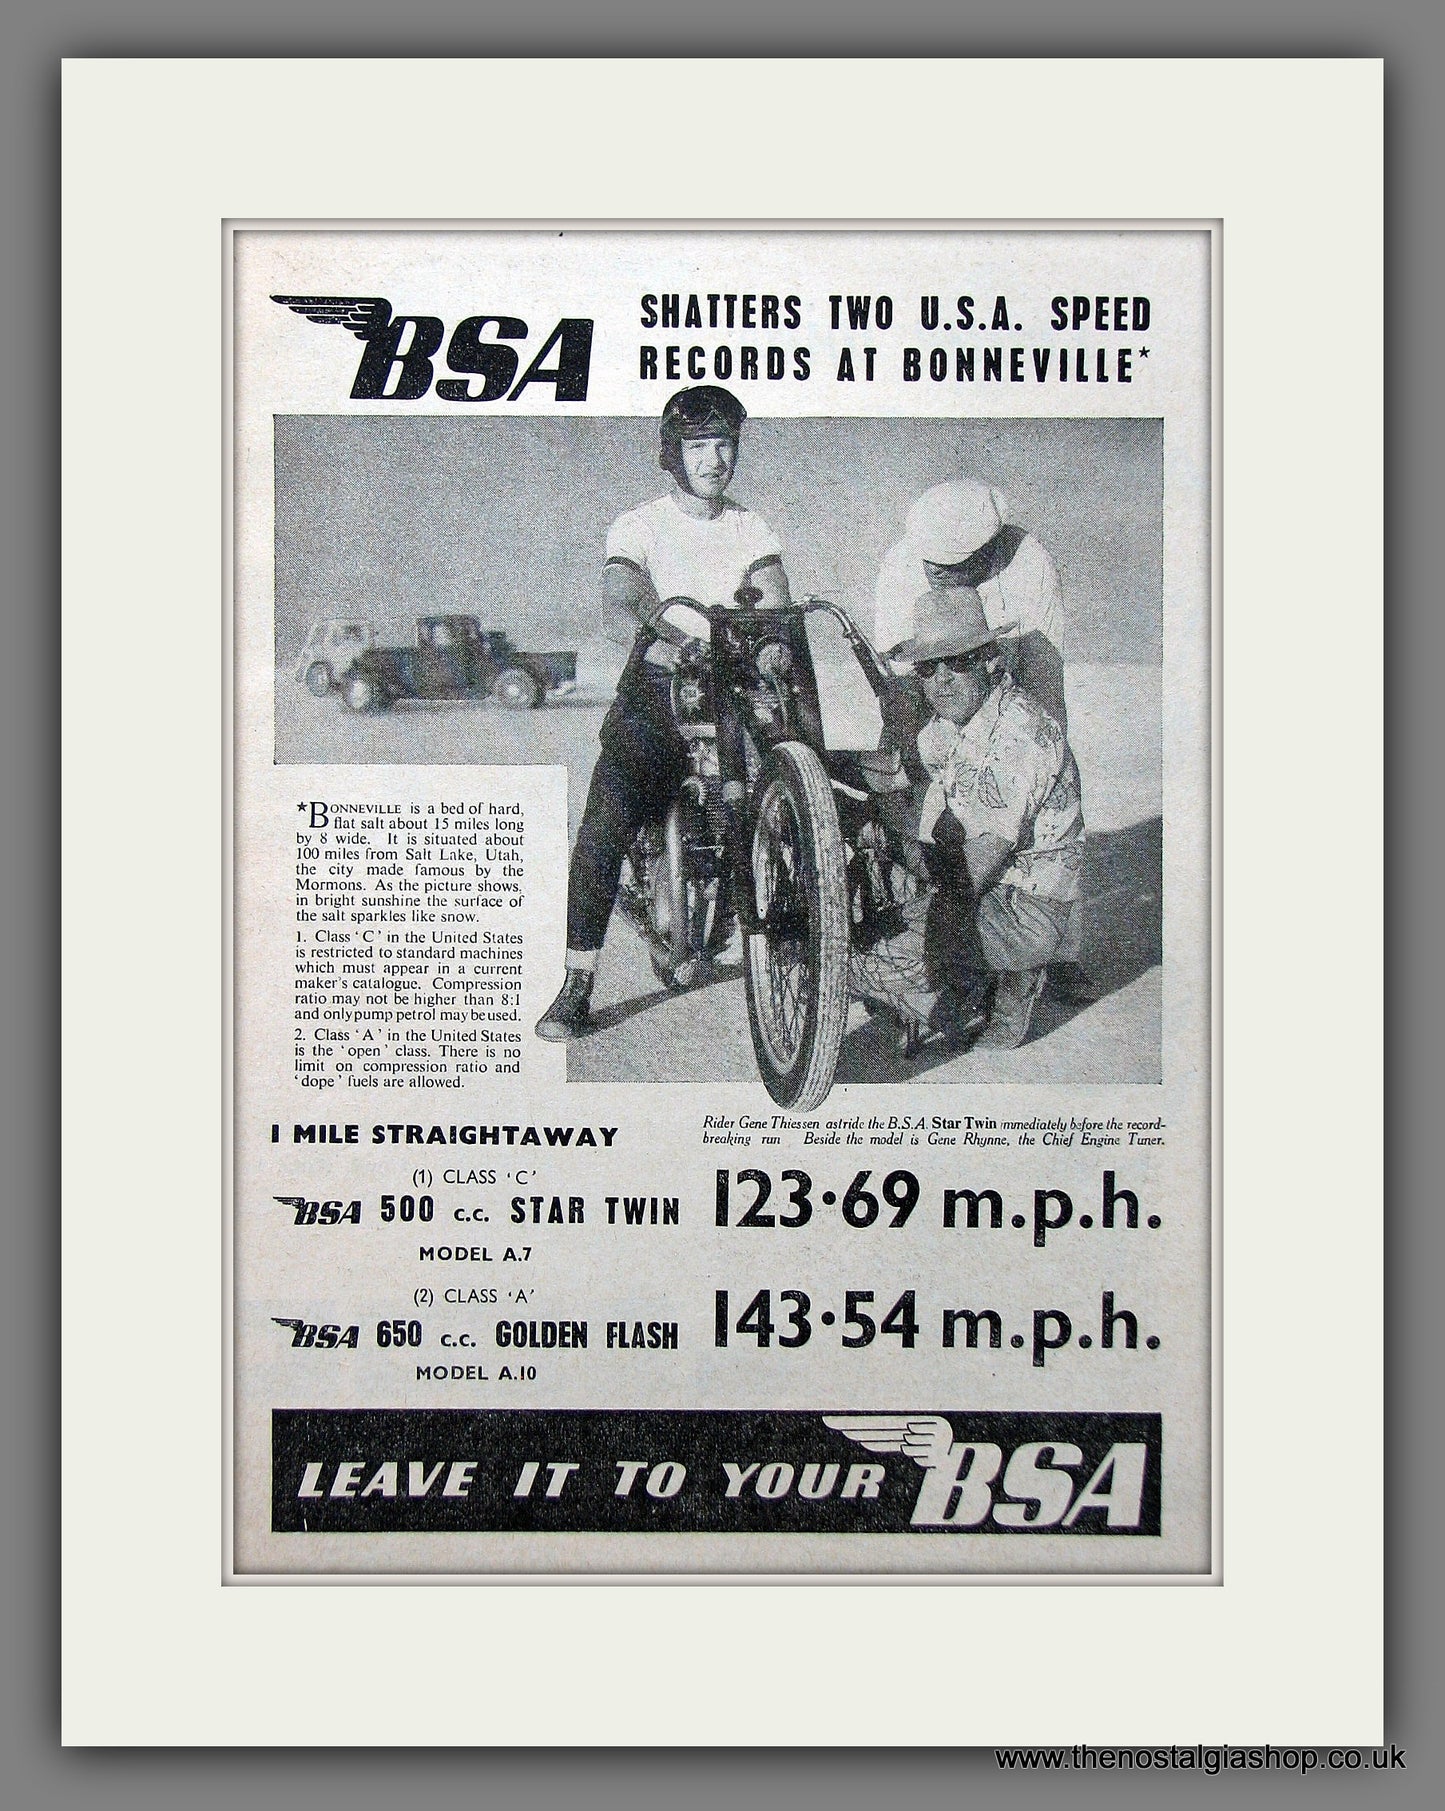 BSA
SHATTERS TWO U.S.A. SPEED
RECORDS AT BONNEVILLE*
*BONNEVILLE is a bed of hard,
flat salt about 15 miles long
by 8 wide. It is situated about
100 miles from Salt Lake, Utah,
the city made famous by the
Mormons. As the picture shows,
in bright sunshine the surface of
the salt sparkles like snow.
1. Class 'C' in the United States
is restricted to standard machines
which must appear in a current
maker's catalogue. Compression
ratio may not be higher than 8:1
and only pump petrol may be used.
2. Class 'A' in the United States
is the 'open' class. There is no
limit on compression ratio and
'dope' fuels are allowed.
Rider Gene Thiessen astride the B.S.A. Star Twin immediately before the record-
breaking run Beside the model is Gene Rhynne, the Chief Engine Tuner.
1 MILE STRAIGHTAWAY
(1) CLASS 'C'
BSA 500 c.c. STAR TWIN 123·69 m.p.h.
MODEL A.7
(2) CLASS 'A'
BSA 650 c.c. GOLDEN FLASH 143·54 m.p.h.
MODEL A.10
LEAVE IT TO YOUR BSA
www.thenostalgiashop.co.uk